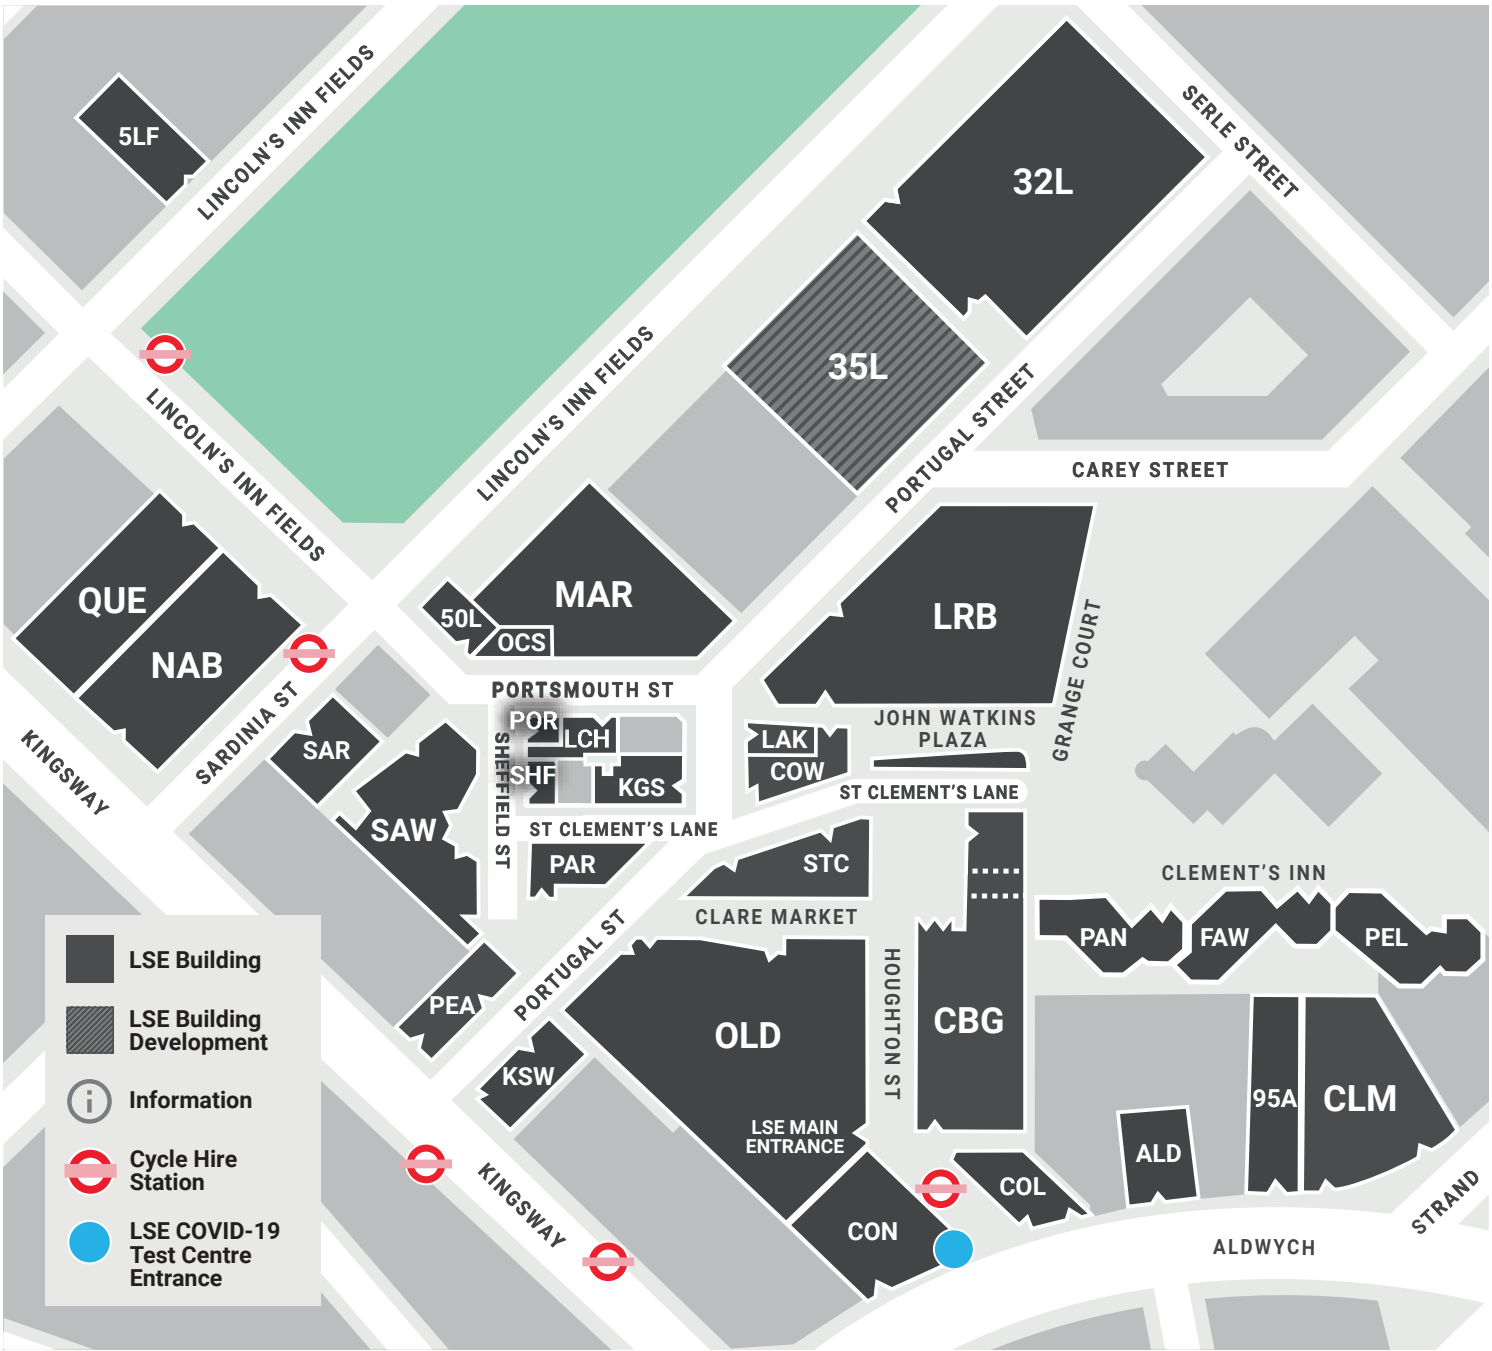 SERLE STREET
LINCOLN'S INN FIELDS
5LF
32L
35L
LINCOLN'S INN FIELDS
LINCOLN'S INN FIELDS
PORTUGAL STREET
CAREY STREET
QUE
NAB
MAR
50L
OCS
LRB
GRANGE COURT
PORTSMOUTH ST
SARDINIA ST
KINGSWAY
SAR
SAW
POR
LCH
SHF
KGS
SHEFFIELD ST
JOHN WATKINS
PLAZA
LAK
COW
ST CLEMENT'S LANE
ST CLEMENT'S LANE
PAR
STC
CLARE MARKET
CLEMENT'S INN
PAN
FAW
PEL
PORTUGAL ST
PEA
KSW
OLD
HOUGHTON ST
CBG
LSE MAIN
ENTRANCE
95A
CLM
ALD
COL
CON
STRAND
ALDWYCH
KINGSWAY
LSE Building
LSE Building
Development
Information
Cycle Hire
Station
LSE COVID-19
Test Centre
Entrance